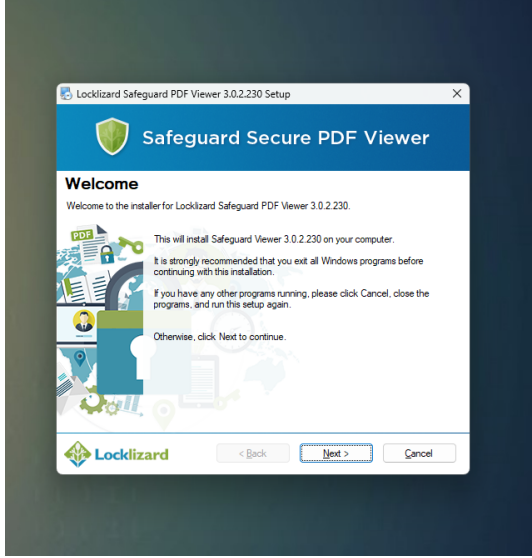 Locklizard Safeguard PDF Viewer 3.0.2.230 Setup
Safeguard Secure PDF Viewer
Welcome
Welcome to the installer for Locklizard Safeguard PDF Viewer 3.0.2.230.
PDF
This will install Safeguard Viewer 3.0.2.230 on your computer.
It is strongly recommended that you exit all Windows programs before
continuing with this installation.
If you have any other programs running, please click Cancel, close the
programs, and run this setup again.
Otherwise, click Next to continue.
Locklizard
< Back
Next >
Cancel